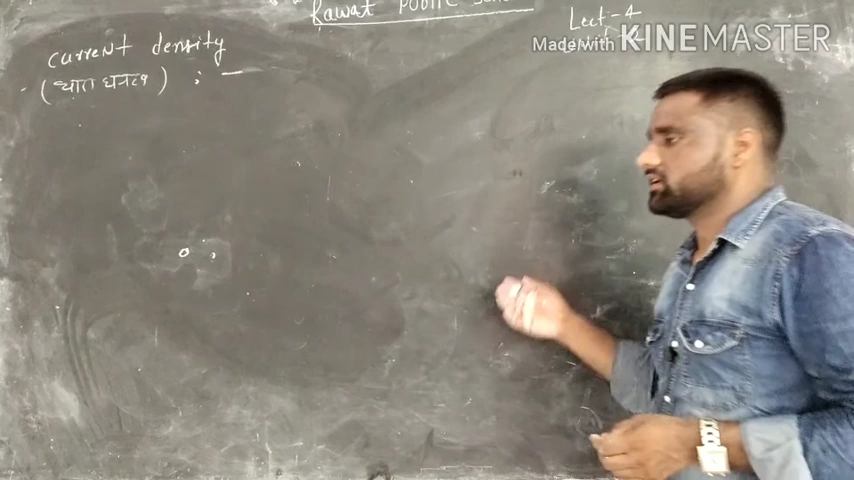 Rawat Public
Lect-4
Made with KINEMASTER
current density
(धारा घनत्व) : —